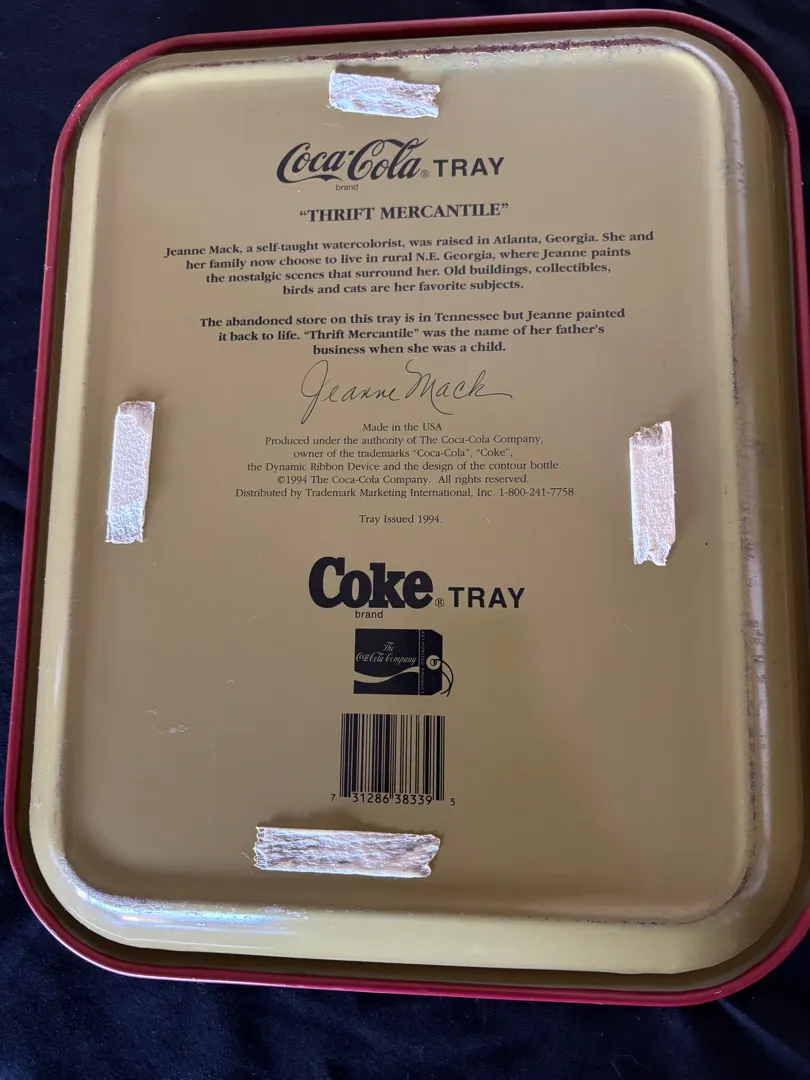 Coca-Cola® TRAY
brand
“THRIFT MERCANTILE”
Jeanne Mack, a self-taught watercolorist, was raised in Atlanta, Georgia. She and
her family now choose to live in rural N.E. Georgia, where Jeanne paints
the nostalgic scenes that surround her. Old buildings, collectibles,
birds and cats are her favorite subjects.
The abandoned store on this tray is in Tennessee but Jeanne painted
it back to life. “Thrift Mercantile” was the name of her father's
business when she was a child.
Jeanne Mack
Made in the USA
Produced under the authority of The Coca-Cola Company,
owner of the trademarks “Coca-Cola”, “Coke”,
the Dynamic Ribbon Device and the design of the contour bottle.
©1994 The Coca-Cola Company. All rights reserved.
Distributed by Trademark Marketing International, Inc. 1-800-241-7758
Tray Issued 1994.
Coke® TRAY
brand
The
Coca-Cola Company
AUTHORIZED PRODUCT
7 31286 38339 5